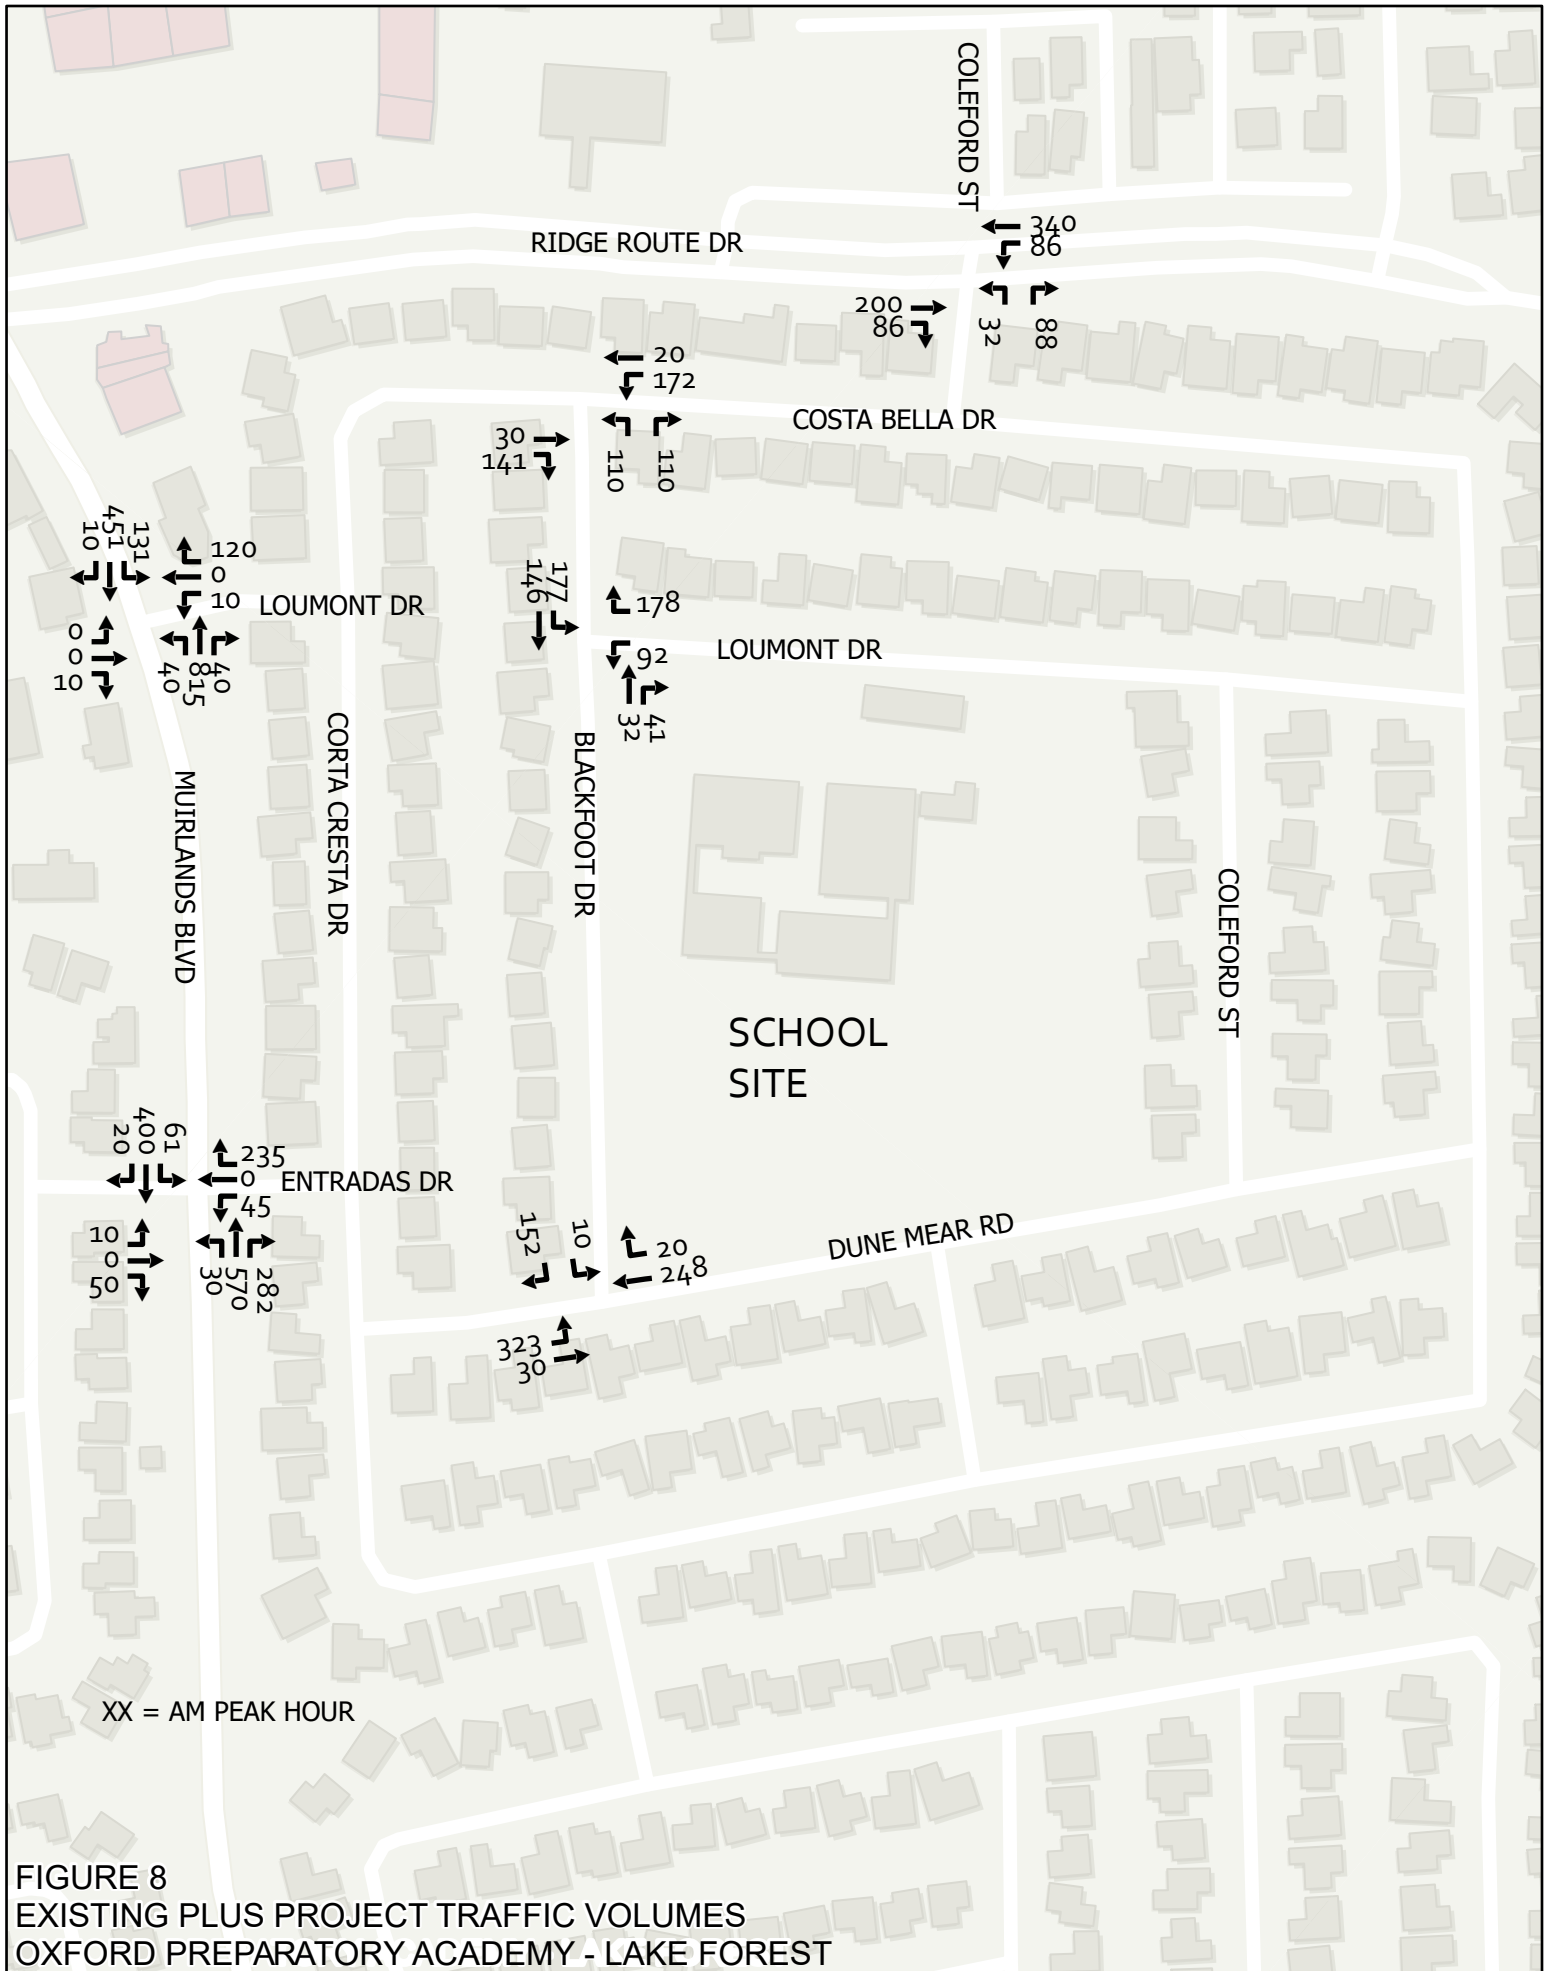 COLEFORD ST
340
86
RIDGE ROUTE DR
200
86
32
88
20
172
COSTA BELLA DR
30
141
110
110
10
451
131
120
0
10
LOUMONT DR
0
0
10
40
815
40
146
177
178
92
LOUMONT DR
32
41
MUIRLANDS BLVD
CORTA CRESTA DR
BLACKFOOT DR
COLEFORD ST
SCHOOL
SITE
20
400
61
235
0
45
ENTRADAS DR
10
0
50
30
570
282
152
10
20
248
DUNE MEAR RD
323
30
XX = AM PEAK HOUR
FIGURE 8
EXISTING PLUS PROJECT TRAFFIC VOLUMES
OXFORD PREPARATORY ACADEMY - LAKE FOREST